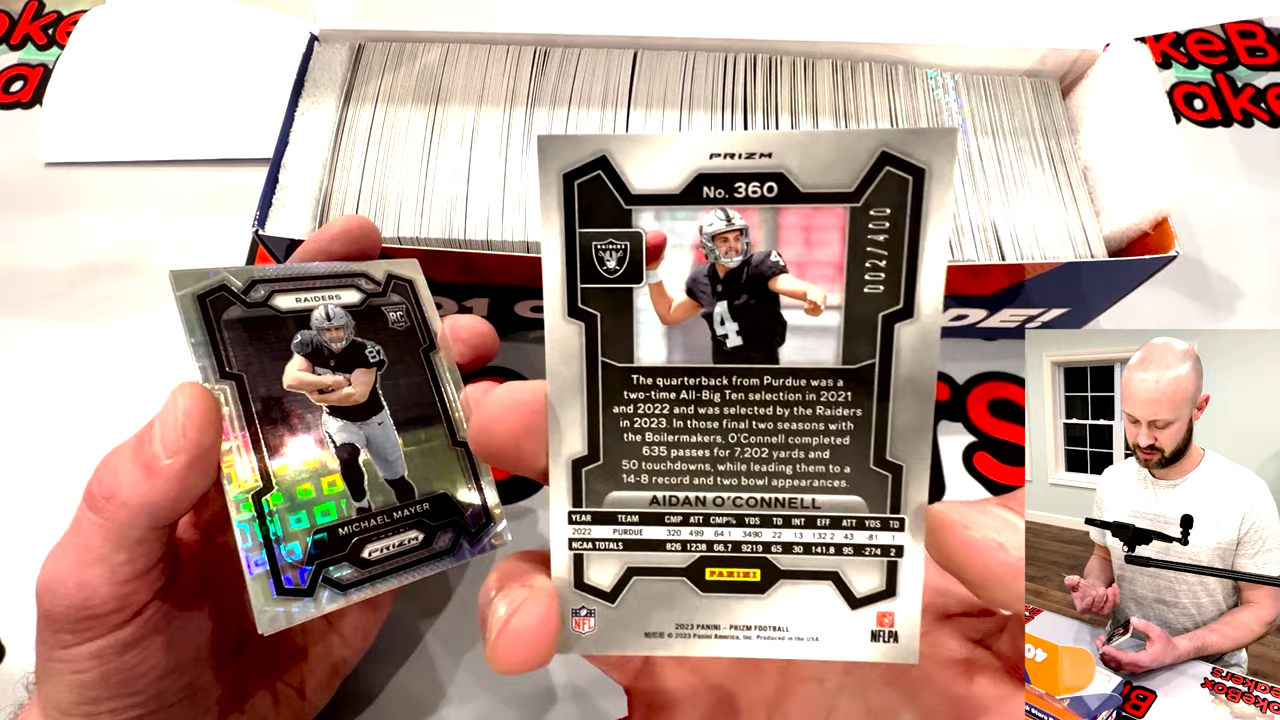 PRIZM
No. 360
002/400
RAIDERS
4
The quarterback from Purdue was a
two-time All-Big Ten selection in 2021
and 2022 and was selected by the Raiders
in 2023. In those final two seasons with
the Boilermakers, O'Connell completed
635 passes for 7,202 yards and
50 touchdowns, while leading them to a
14-8 record and two bowl appearances.
AIDAN O'CONNELL
YEAR TEAM CMP ATT CMP% YDS TD INT EFF ATT YDS TD
2022 PURDUE 320 499 64.1 3490 22 13 132.2 43 -81 1
NCAA TOTALS 826 1238 66.7 9219 65 30 141.8 95 -274 2
PANINI
NFL
2023 PANINI – PRIZM FOOTBALL
© 2023 Panini America, Inc. Produced in the USA.
NFLPA
RAIDERS
RC
87
MICHAEL MAYER
PANINI
PRIZM
DE!